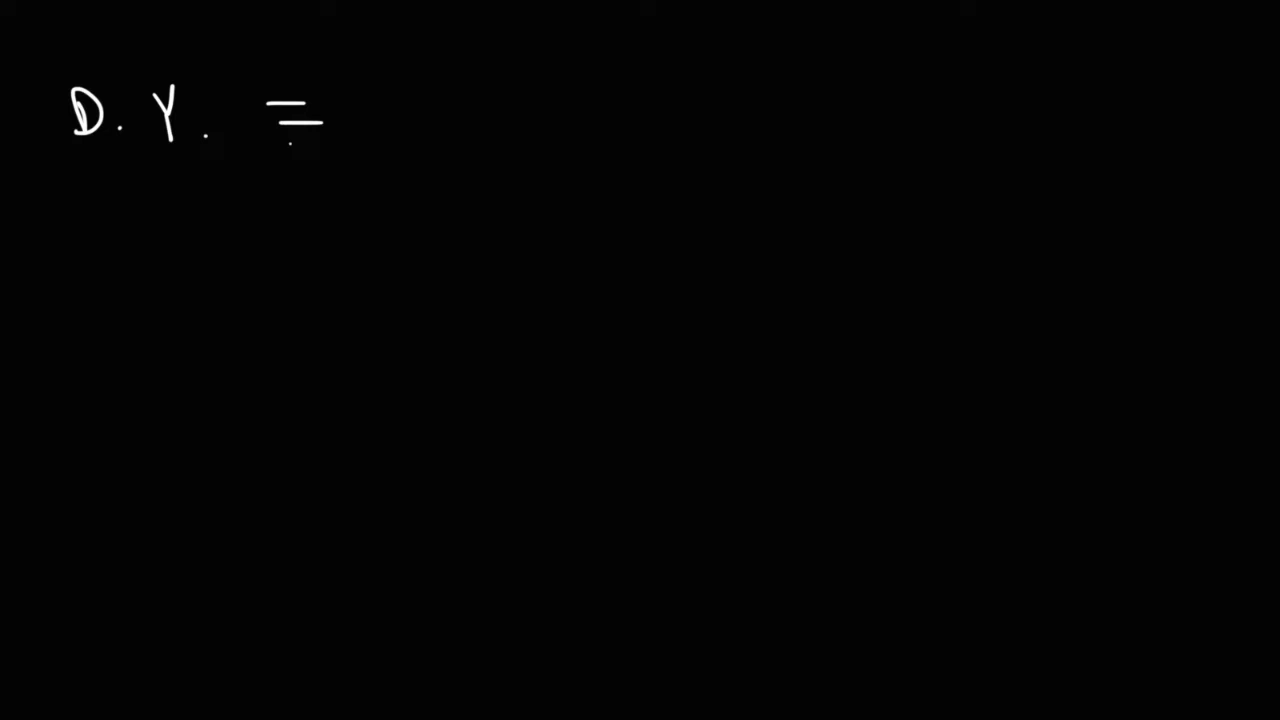 D. Y. =